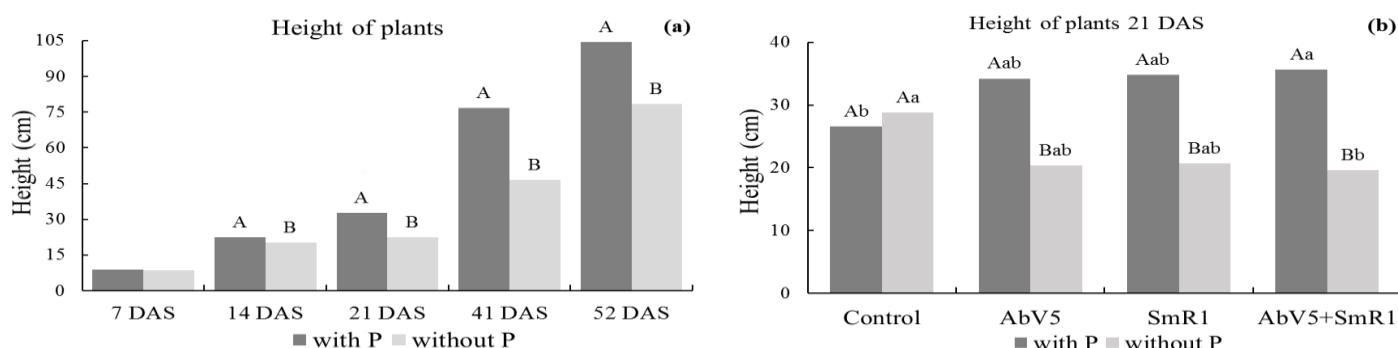 Height of plants
(a)
Height (cm)
105
90
75
60
45
30
15
0
A
B
A
B
A
B
A
B
7 DAS
14 DAS
21 DAS
41 DAS
52 DAS
with P
without P
Height of plants 21 DAS
(b)
Height (cm)
40
30
20
10
0
Ab
Aa
Aab
Bab
Aab
Bab
Aa
Bb
Control
AbV5
SmR1
AbV5+SmR1
with P
without P